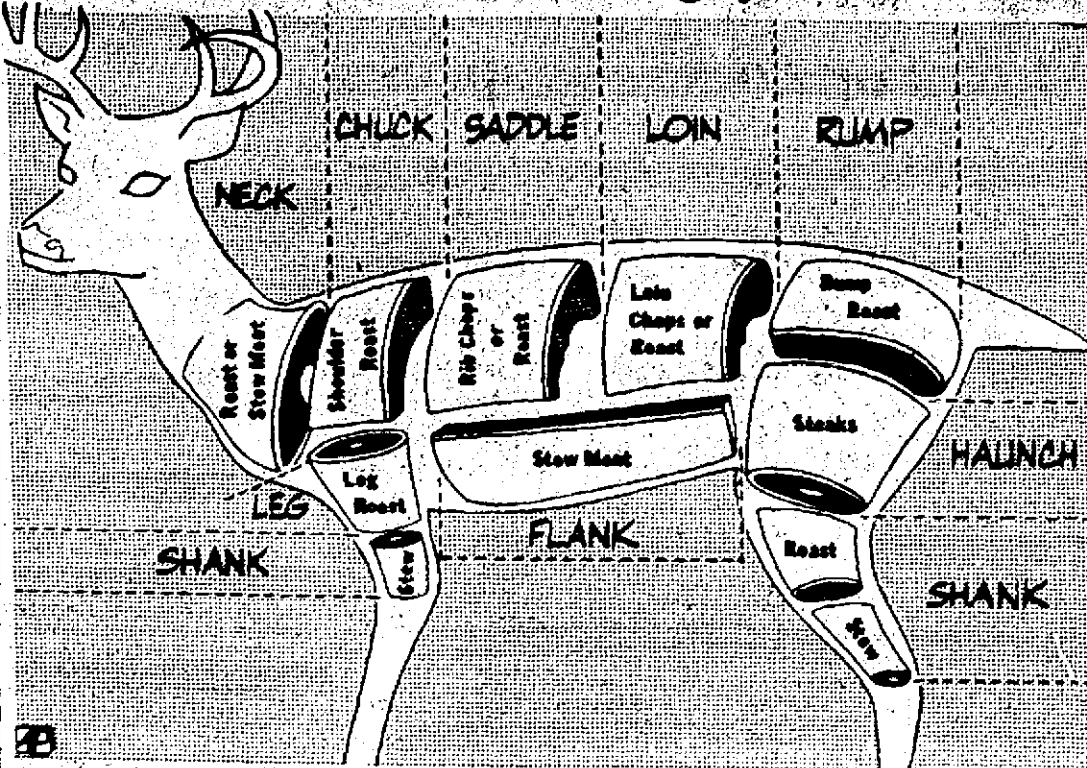 CHUCK
SADDLE
LOIN
RUMP
NECK
Roast or
Stew Meat
Shoulder
Roast
Rib Chops
or
Roast
Loin
Chops or
Roast
Rump
Roast
Steaks
Stew Meat
HAUNCH
LEG
Leg
Roast
FLANK
SHANK
Stew
Roast
SHANK
Stew